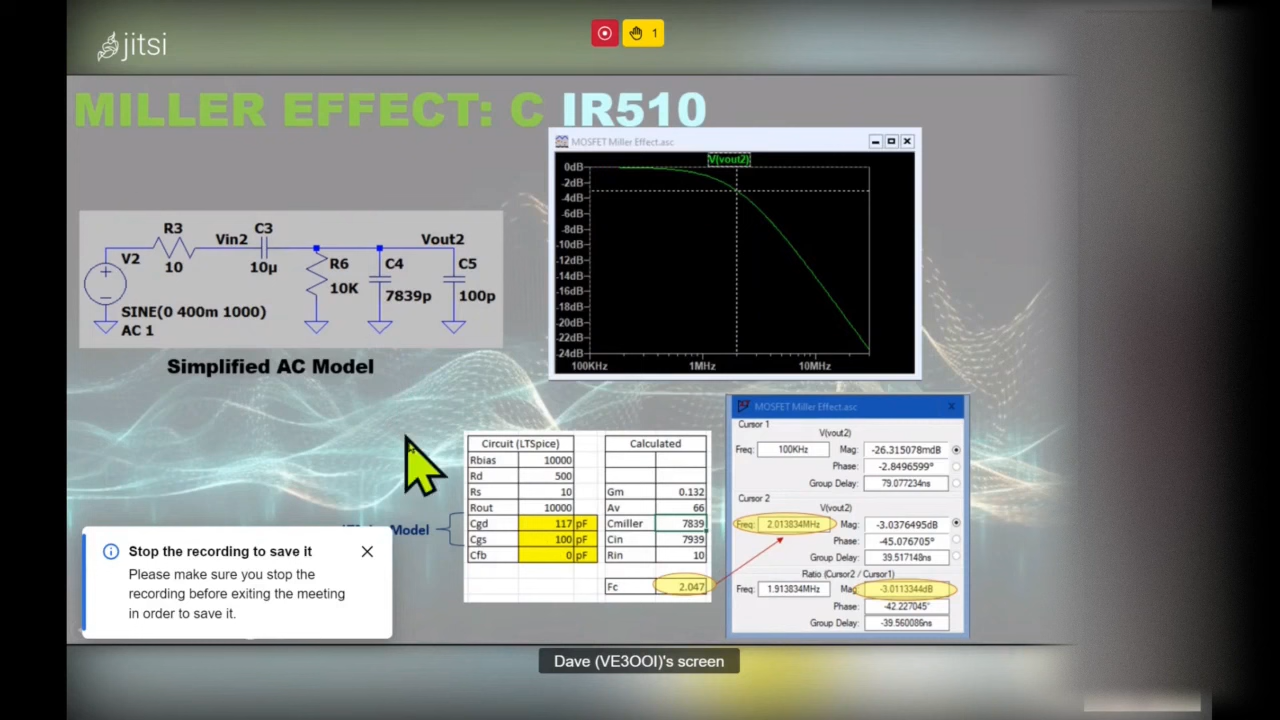 jitsi
1
MILLER EFFECT: C IR510
MOSFET Miller Effect.asc
V(vout2)
0dB
-2dB
-4dB
-6dB
-8dB
-10dB
-12dB
-14dB
-16dB
-18dB
-20dB
-22dB
-24dB
100KHz 1MHz 10MHz
R3 C3
Vin2 Vout2
V2 10 10µ R6 C4 C5
10K 7839p 100p
SINE(0 400m 1000)
AC 1
Simplified AC Model
Circuit (LTSpice) Calculated
Rbias 10000
Rd 500
Rs 10 Gm 0.132
Rout 10000 Av 66
Cgd 117 pF Cmiller 7839
Cgs 100 pF Cin 7939
Cfb 0 pF Rin 10
Fc 2.047
Model
MOSFET Miller Effect.asc
Cursor 1
V(vout2)
Freq: 100KHz Mag: -26.315078mdB
Phase: -2.8496599°
Group Delay: 79.077234ns
Cursor 2
V(vout2)
Freq: 2.013834MHz Mag: -3.0376495dB
Phase: -45.076705°
Group Delay: 39.517148ns
Ratio (Cursor2 / Cursor1)
Freq: 1.913834MHz Mag -3.0113344dB
Phase: -42.227045°
Group Delay: -39.560086ns
Stop the recording to save it
Please make sure you stop the
recording before exiting the meeting
in order to save it.
Dave (VE3OOI)'s screen